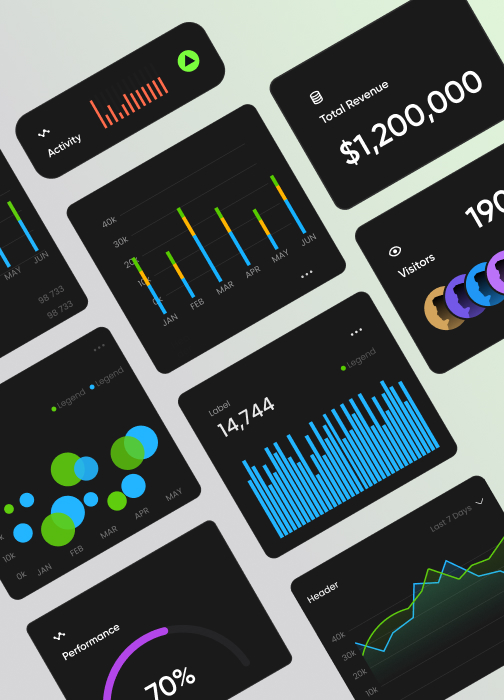 Activity
Total Revenue
$1,200,000
MAY JUN
98 733
98 733
40k
30k
20k
10k
0k
JAN FEB MAR APR MAY JUN
Visitors
190
Legend Legend
10k
0k
JAN FEB MAR APR MAY
Label
14,744
Legend
Performance
70%
Header
Last 7 Days
40k
30k
20k
10k